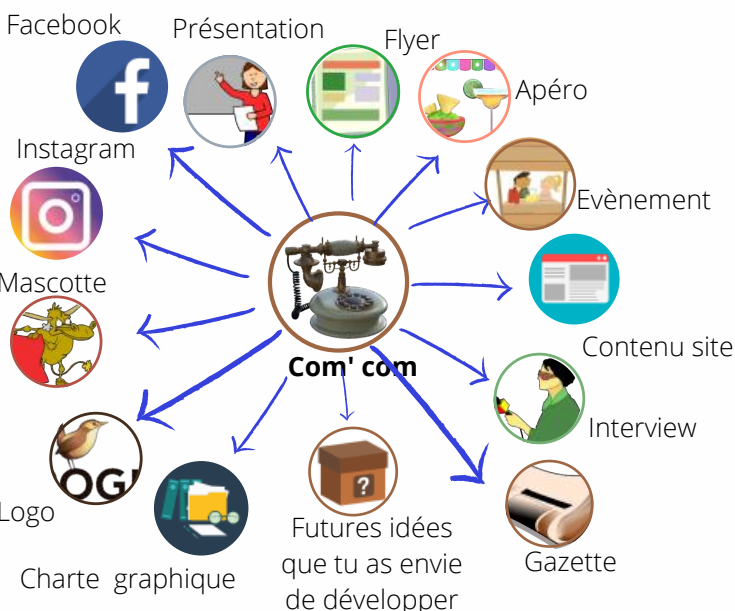 Facebook
Présentation
Flyer
Apéro
Instagram
Evènement
Mascotte
Contenu site
Com' com
Interview
OGI
Logo
?
Futures idées
que tu as envie
de développer
Gazette
Charte graphique